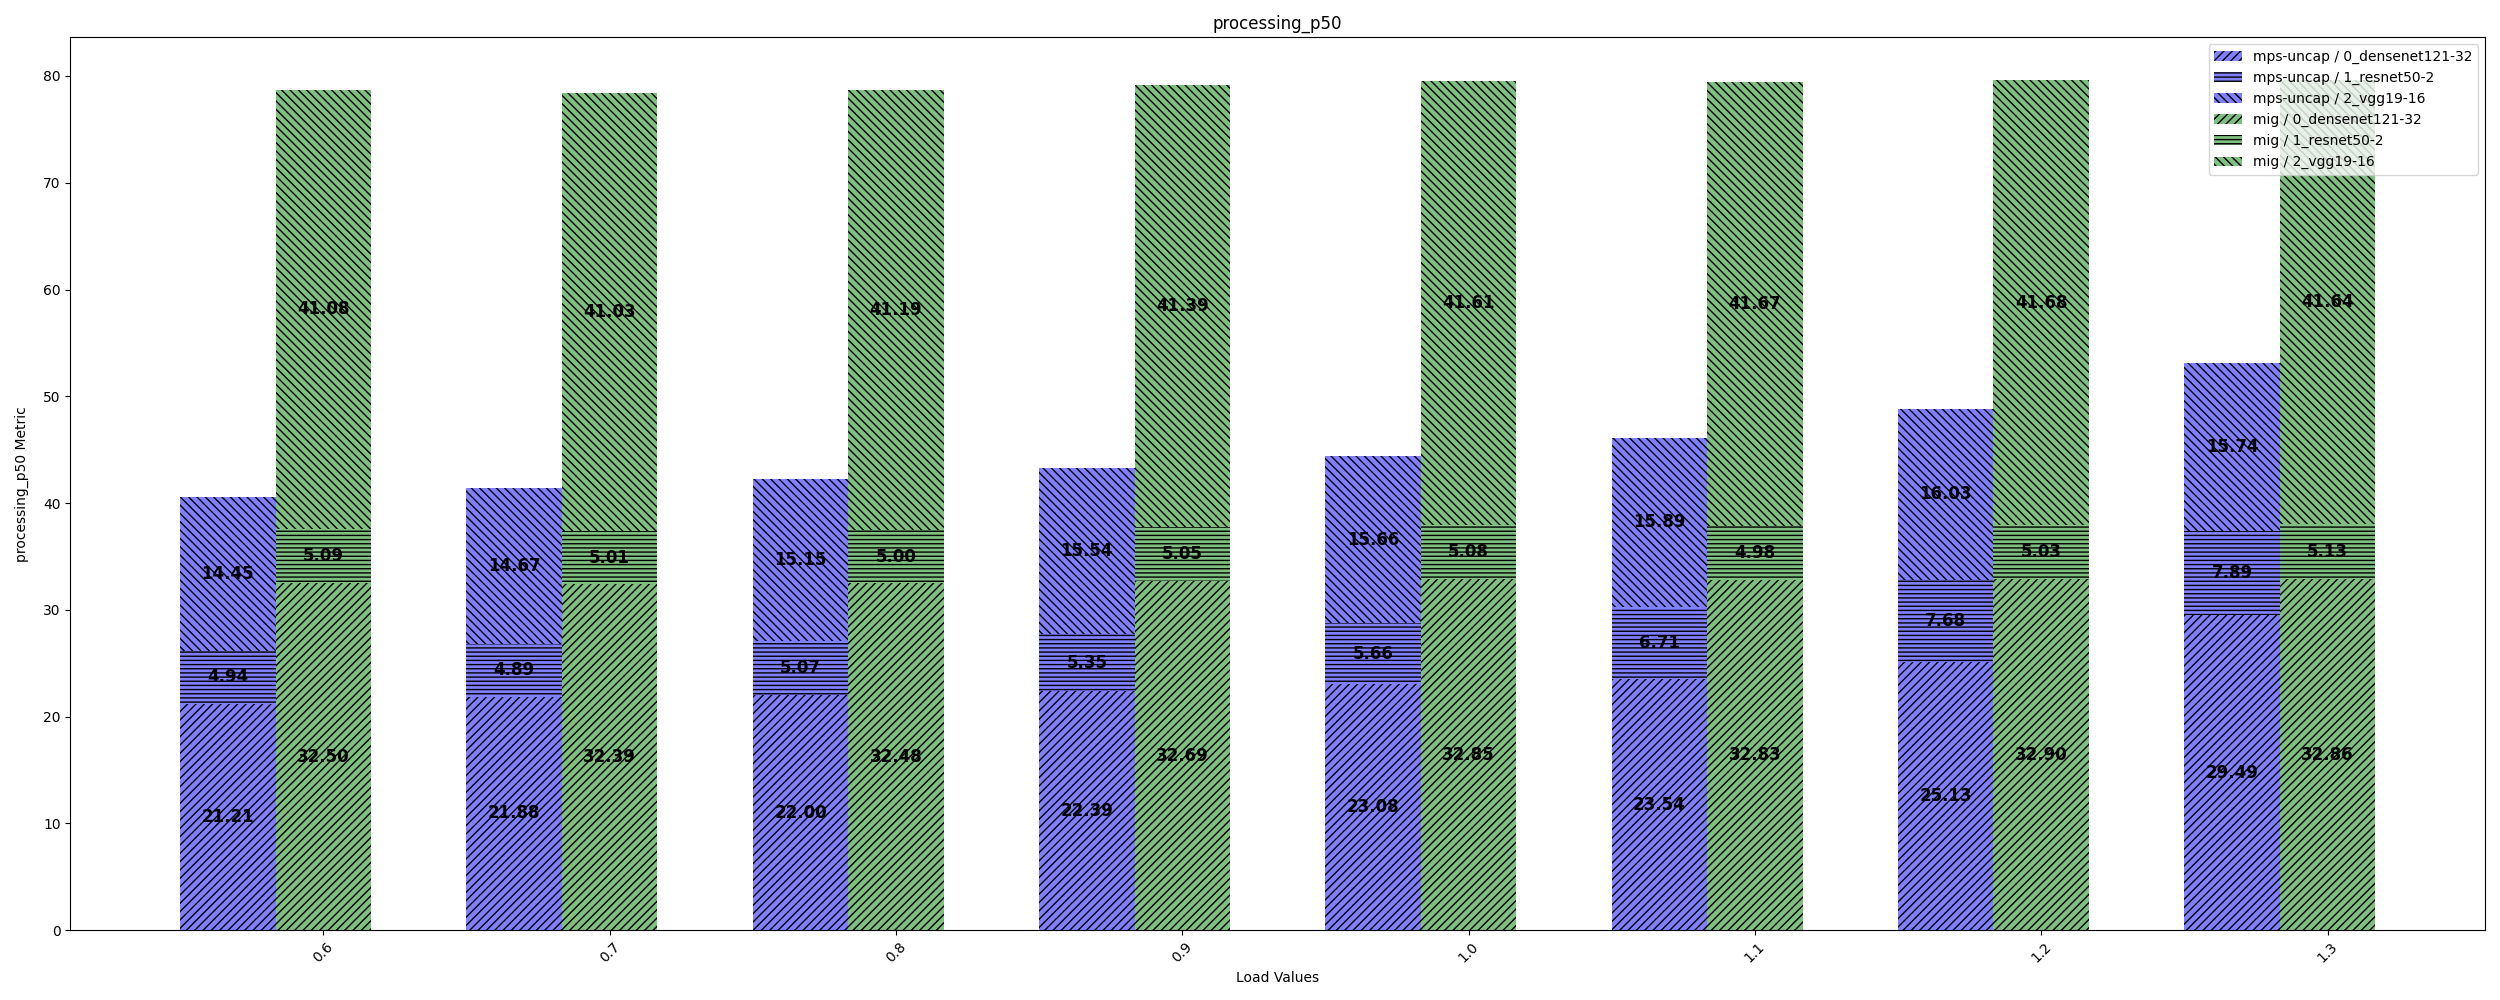 processing_p50
mps-uncap / 0_densenet121-32
mps-uncap / 1_resnet50-2
mps-uncap / 2_vgg19-16
mig / 0_densenet121-32
mig / 1_resnet50-2
mig / 2_vgg19-16
processing_p50 Metric
80
70
60
50
40
30
20
10
0
41.08 41.03 41.19 41.39 41.61 41.67 41.68 41.64
14.45 14.67 15.15 15.54 15.66 15.89 16.03 15.74
5.09 5.01 5.00 5.05 5.08 4.98 5.03 5.13
4.94 4.89 5.07 5.35 5.66 6.71 7.68 7.89
32.50 32.39 32.48 32.69 32.85 32.83 32.90 32.86
21.21 21.88 22.00 22.39 23.08 23.54 25.13 29.49
0.6 0.7 0.8 0.9 1.0 1.1 1.2 1.3
Load Values